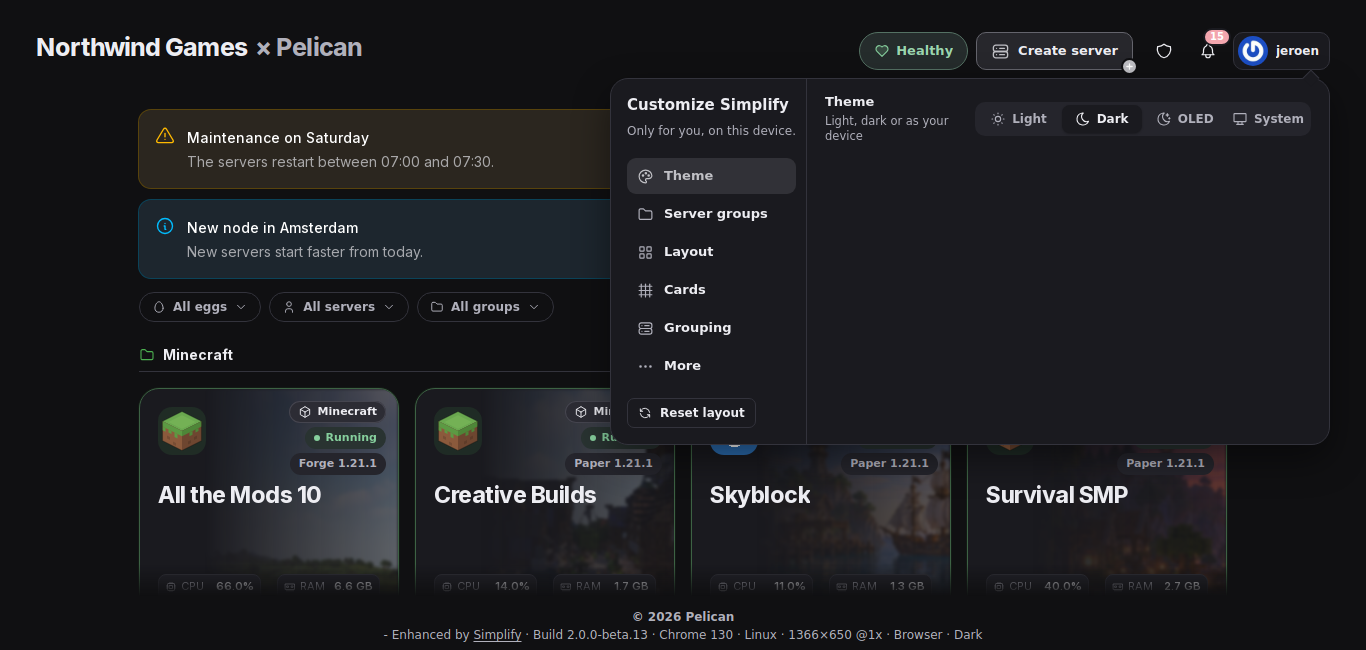 Northwind Games × Pelican
Healthy
Create server
15
jeroen
Maintenance on Saturday
The servers restart between 07:00 and 07:30.
New node in Amsterdam
New servers start faster from today.
All eggs
All servers
All groups
Customize Simplify
Only for you, on this device.
Theme
Server groups
Layout
Cards
Grouping
More
Reset layout
Theme
Light, dark or as your
device
Light
Dark
OLED
System
Minecraft
Minecraft
Running
Forge 1.21.1
All the Mods 10
CPU 66.0%
RAM 6.6 GB
Paper 1.21.1
Creative Builds
CPU 14.0%
RAM 1.7 GB
Paper 1.21.1
Skyblock
CPU 11.0%
RAM 1.3 GB
Paper 1.21.1
Survival SMP
CPU 40.0%
RAM 2.7 GB
© 2026 Pelican
- Enhanced by Simplify · Build 2.0.0-beta.13 · Chrome 130 · Linux · 1366×650 @1x · Browser · Dark